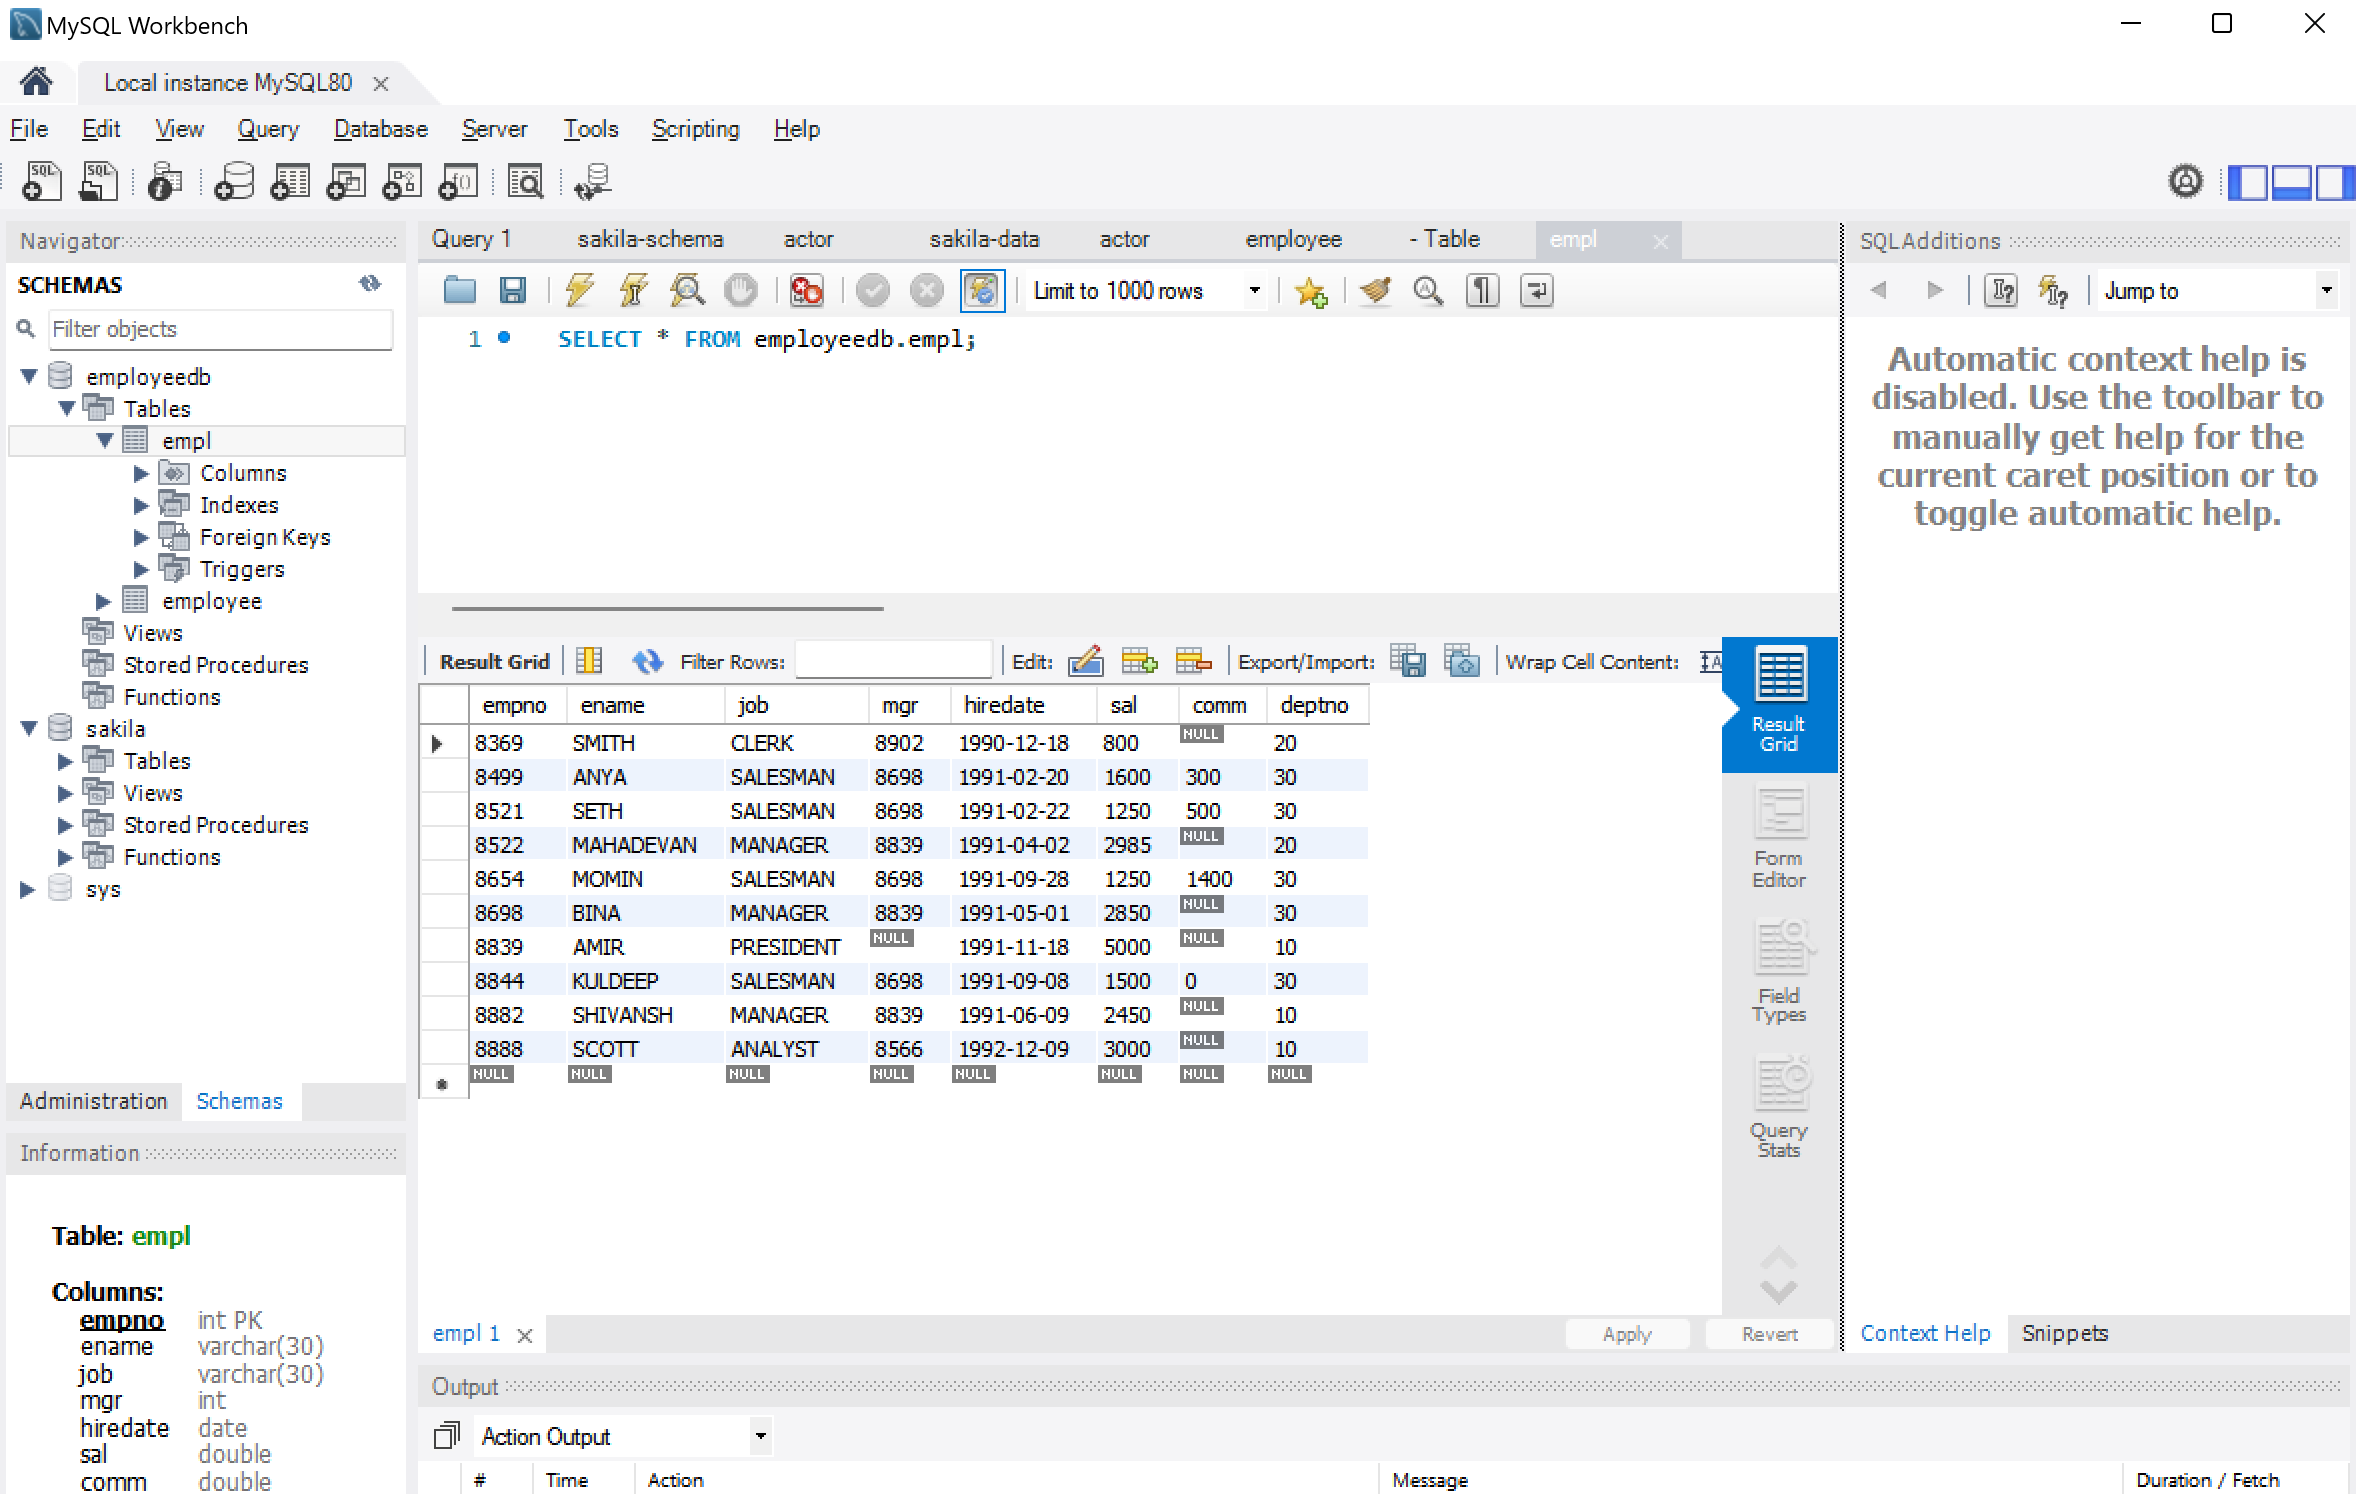 MySQL Workbench
Local instance MySQL80
File Edit View Query Database Server Tools Scripting Help
Navigator
SCHEMAS
Filter objects
employeedb
Tables
empl
Columns
Indexes
Foreign Keys
Triggers
employee
Views
Stored Procedures
Functions
sakila
Tables
Views
Stored Procedures
Functions
sys
Administration Schemas
Information
Table: empl
Columns:
empno int PK
ename varchar(30)
job varchar(30)
mgr int
hiredate date
sal double
comm double
Query 1 sakila-schema actor sakila-data actor employee - Table empl
Limit to 1000 rows
1 SELECT * FROM employeedb.empl;
Result Grid Filter Rows: Edit: Export/Import: Wrap Cell Content:
empno ename job mgr hiredate sal comm deptno
8369 SMITH CLERK 8902 1990-12-18 800 NULL 20
8499 ANYA SALESMAN 8698 1991-02-20 1600 300 30
8521 SETH SALESMAN 8698 1991-02-22 1250 500 30
8522 MAHADEVAN MANAGER 8839 1991-04-02 2985 NULL 20
8654 MOMIN SALESMAN 8698 1991-09-28 1250 1400 30
8698 BINA MANAGER 8839 1991-05-01 2850 NULL 30
8839 AMIR PRESIDENT NULL 1991-11-18 5000 NULL 10
8844 KULDEEP SALESMAN 8698 1991-09-08 1500 0 30
8882 SHIVANSH MANAGER 8839 1991-06-09 2450 NULL 10
8888 SCOTT ANALYST 8566 1992-12-09 3000 NULL 10
NULL NULL NULL NULL NULL NULL NULL NULL
Result
Grid
Form
Editor
Field
Types
Query
Stats
empl 1
Apply Revert
Output
Action Output
# Time Action Message Duration / Fetch
SQLAdditions
Jump to
Automatic context help is
disabled. Use the toolbar to
manually get help for the
current caret position or to
toggle automatic help.
Context Help Snippets